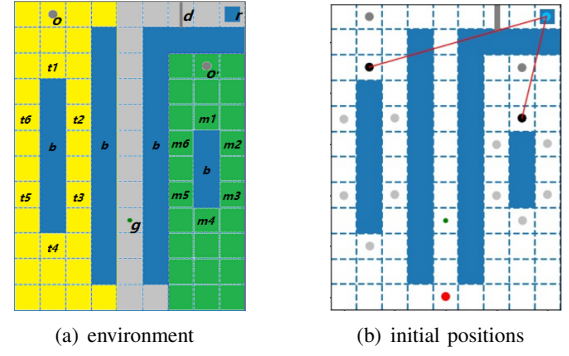 o d r
t1 o'
t6 t2 m1
b b b m6 m2
b
t5 t3 m5 m3
g m4
t4
(a) environment
(b) initial positions